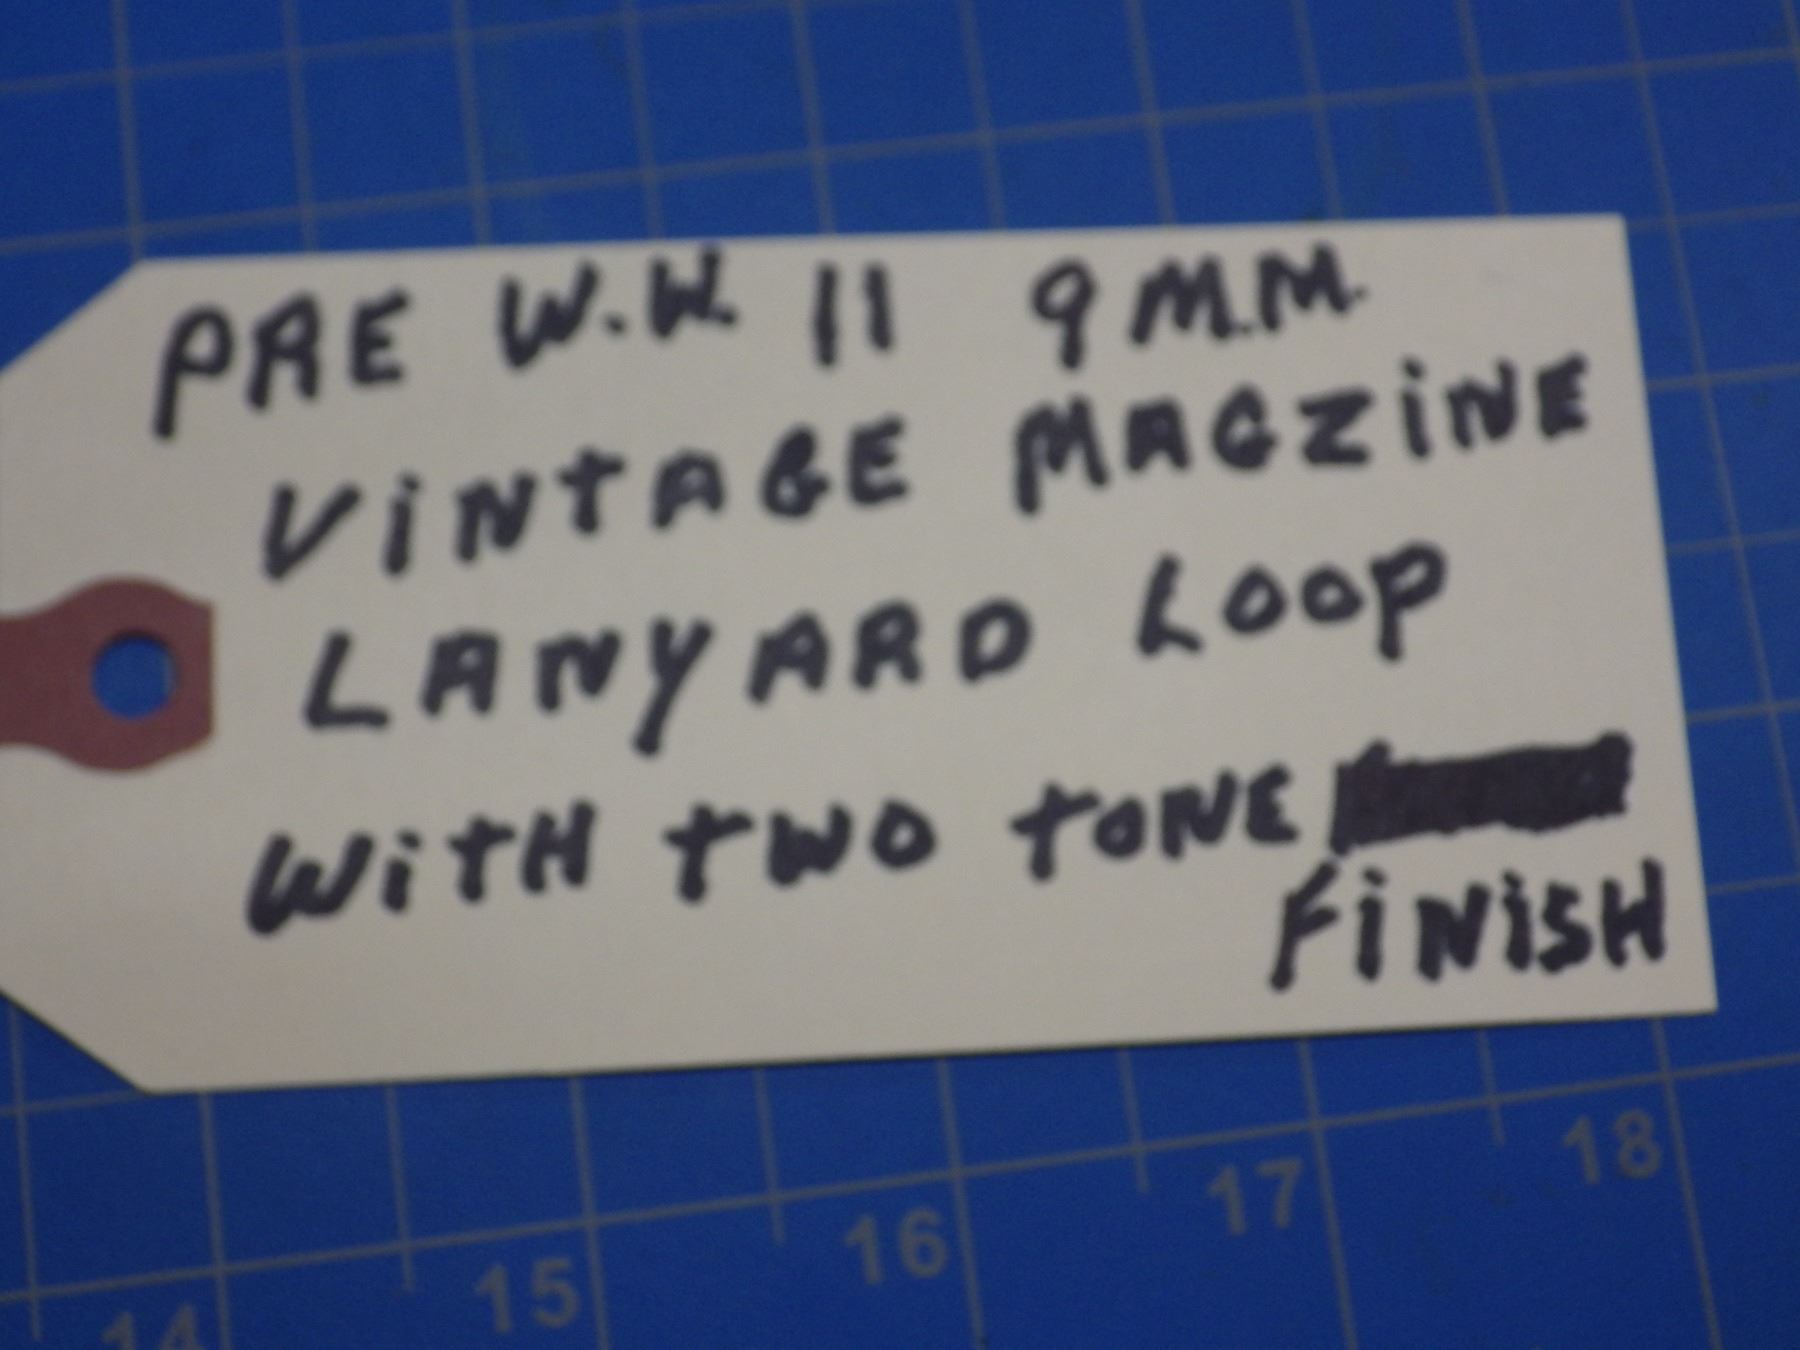 PRE W.W. 11 9 M.M.
ViNtAGE MAGZiNE
LANYARD LOOP
WitH tWO tONE
FiNiSH
14 15 16 17 18